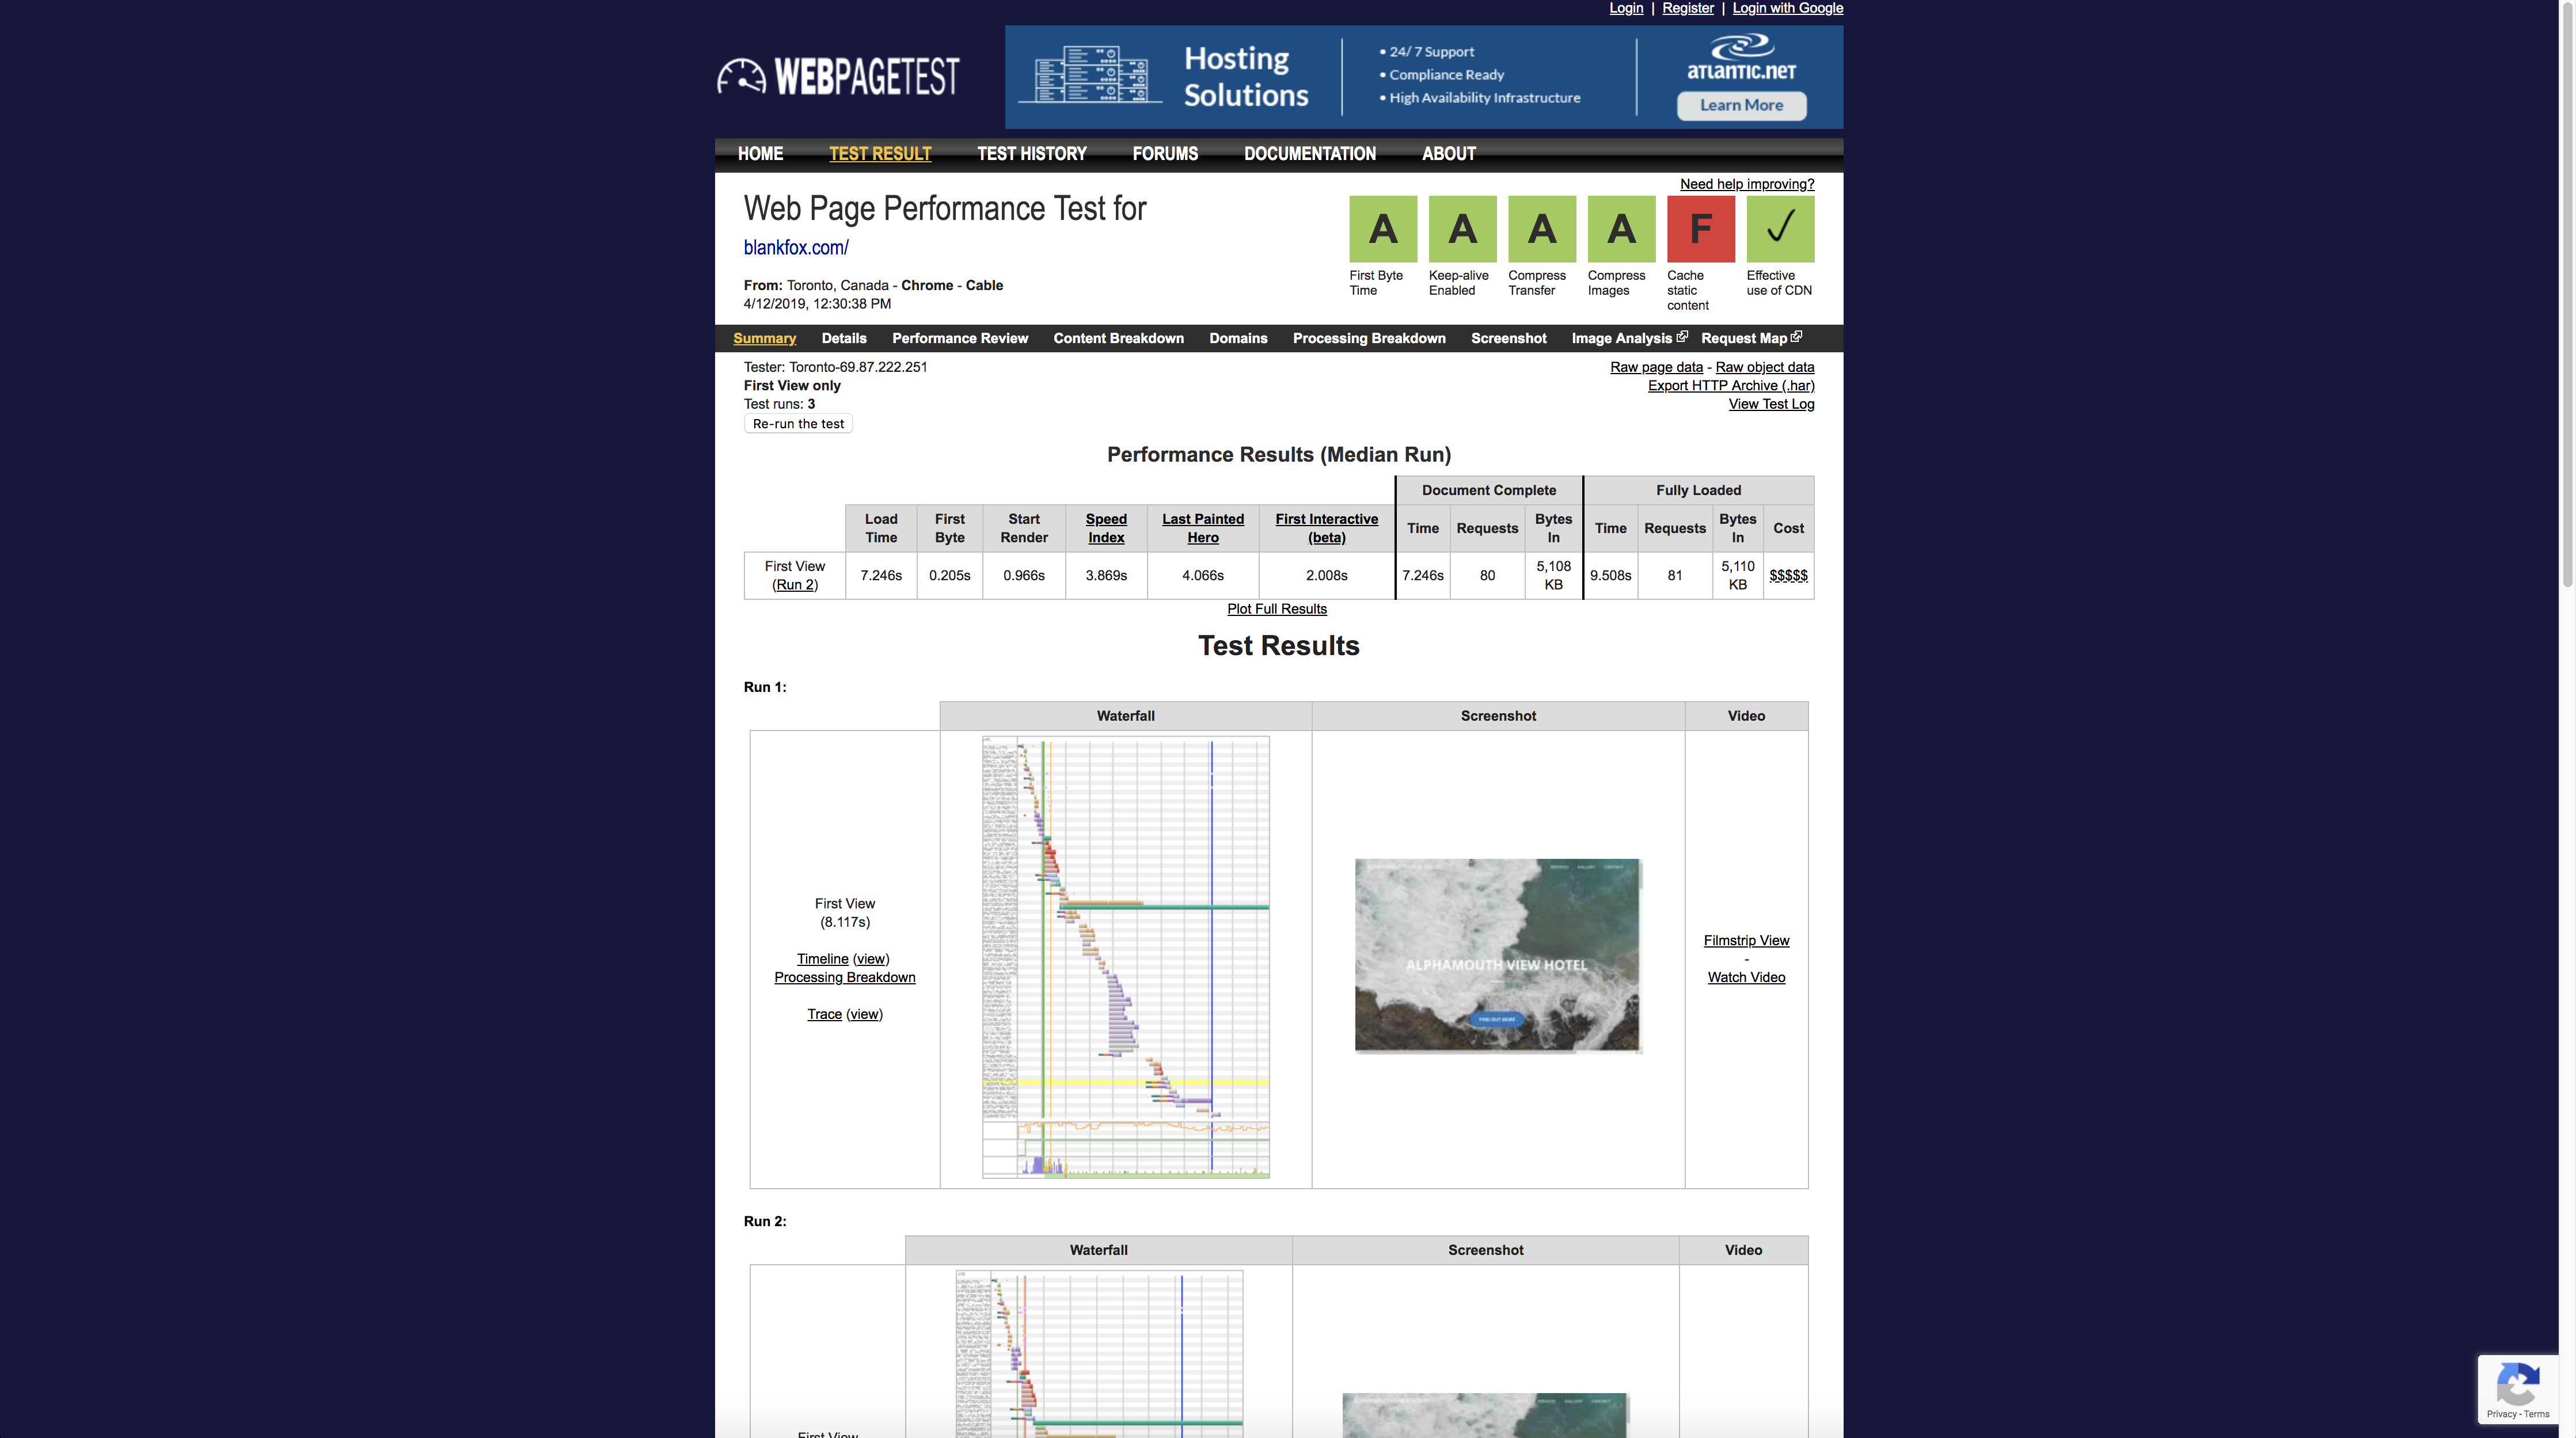 Login | Register | Login with Google
WEBPAGETEST
Hosting
Solutions
• 24/ 7 Support
• Compliance Ready
• High Availability Infrastructure
ATLANTIC.NET
Learn More
HOME TEST RESULT TEST HISTORY FORUMS DOCUMENTATION ABOUT
Need help improving?
Web Page Performance Test for
blankfox.com/
From: Toronto, Canada - Chrome - Cable
4/12/2019, 12:30:38 PM
A A A A F ✓
First Byte Time
Keep-alive Enabled
Compress Transfer
Compress Images
Cache static content
Effective use of CDN
Summary Details Performance Review Content Breakdown Domains Processing Breakdown Screenshot Image Analysis Request Map
Tester: Toronto-69.87.222.251
First View only
Test runs: 3
Re-run the test
Raw page data - Raw object data
Export HTTP Archive (.har)
View Test Log
Performance Results (Median Run)
Document Complete Fully Loaded
Load Time First Byte Start Render Speed Index Last Painted Hero First Interactive (beta) Time Requests Bytes In Time Requests Bytes In Cost
First View (Run 2) 7.246s 0.205s 0.966s 3.869s 4.066s 2.008s 7.246s 80 5,108 KB 9.508s 81 5,110 KB $$$$$
Plot Full Results
Test Results
Run 1:
Waterfall Screenshot Video
First View
(8.117s)
Timeline (view)
Processing Breakdown
Trace (view)
SERVICES GALLERY CONTACT
ALPHAMOUTH VIEW HOTEL
FIND OUT MORE
Filmstrip View
-
Watch Video
Run 2:
Waterfall Screenshot Video
First View
SERVICES GALLERY CONTACT
Privacy - Terms